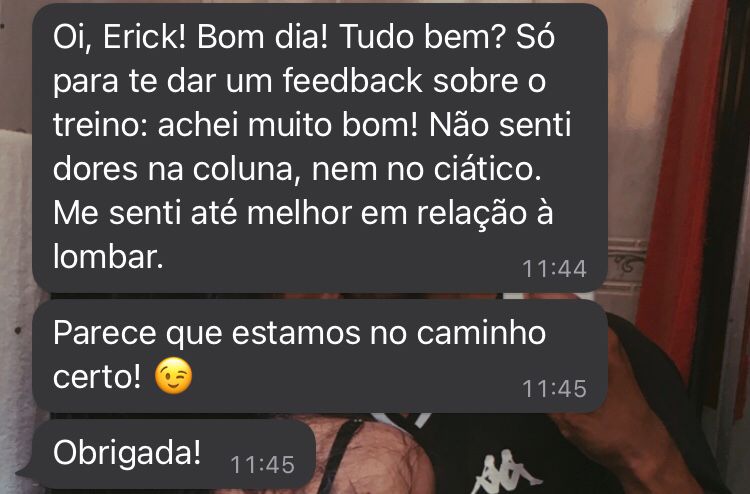 Oi, Erick! Bom dia! Tudo bem? Só
para te dar um feedback sobre o
treino: achei muito bom! Não senti
dores na coluna, nem no ciático.
Me senti até melhor em relação à
lombar.
11:44
Parece que estamos no caminho
certo! 😉
11:45
Obrigada!
11:45